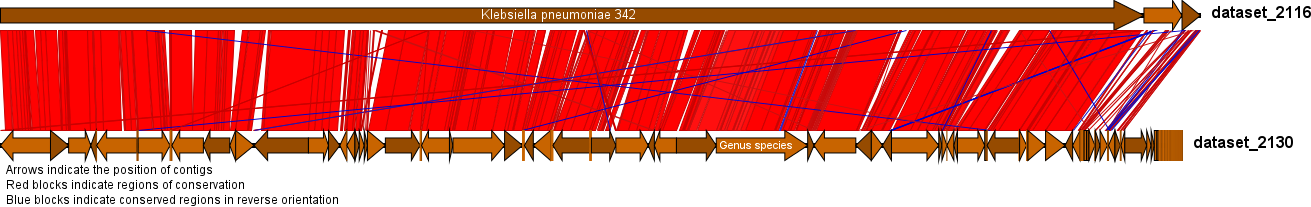 Klebsiella pneumoniae 342
dataset_2116
Genus species
dataset_2130
Arrows indicate the position of contigs
Red blocks indicate regions of conservation
Blue blocks indicate conserved regions in reverse orientation